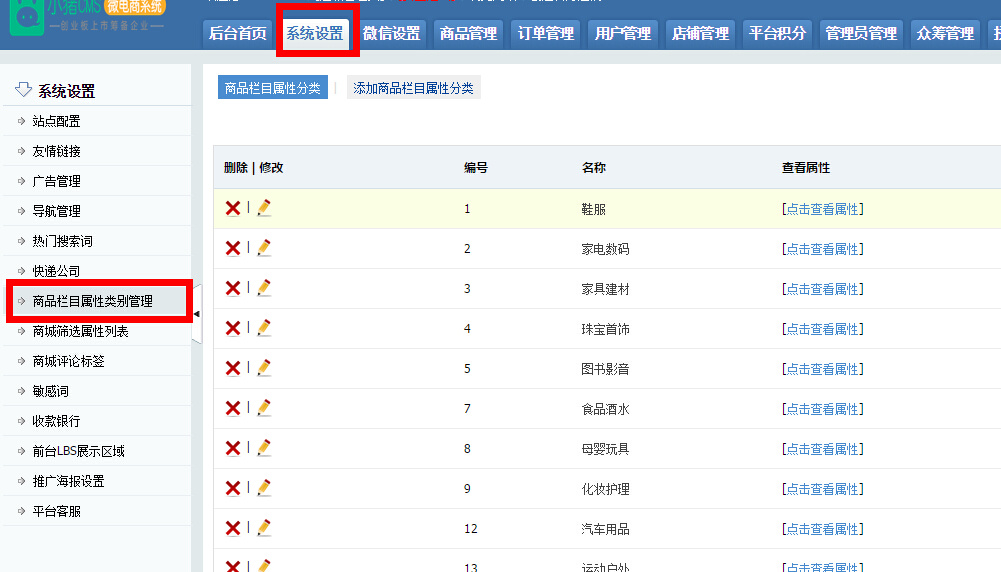 小猪CMS 微电商系统
—创业板上市筹备企业—
后台首页 系统设置 微信设置 商品管理 订单管理 用户管理 店铺管理 平台积分 管理员管理 众筹管理
系统设置
站点配置
友情链接
广告管理
导航管理
热门搜索词
快递公司
商品栏目属性类别管理
商城筛选属性列表
商城评论标签
敏感词
收款银行
前台LBS展示区域
推广海报设置
平台客服
商品栏目属性分类 | 添加商品栏目属性分类
删除 | 修改 编号 名称 查看属性
| 1 鞋服 [点击查看属性]
| 2 家电数码 [点击查看属性]
| 3 家具建材 [点击查看属性]
| 4 珠宝首饰 [点击查看属性]
| 5 图书影音 [点击查看属性]
| 7 食品酒水 [点击查看属性]
| 8 母婴玩具 [点击查看属性]
| 9 化妆护理 [点击查看属性]
| 12 汽车用品 [点击查看属性]
| 13 运动户外 [点击查看属性]